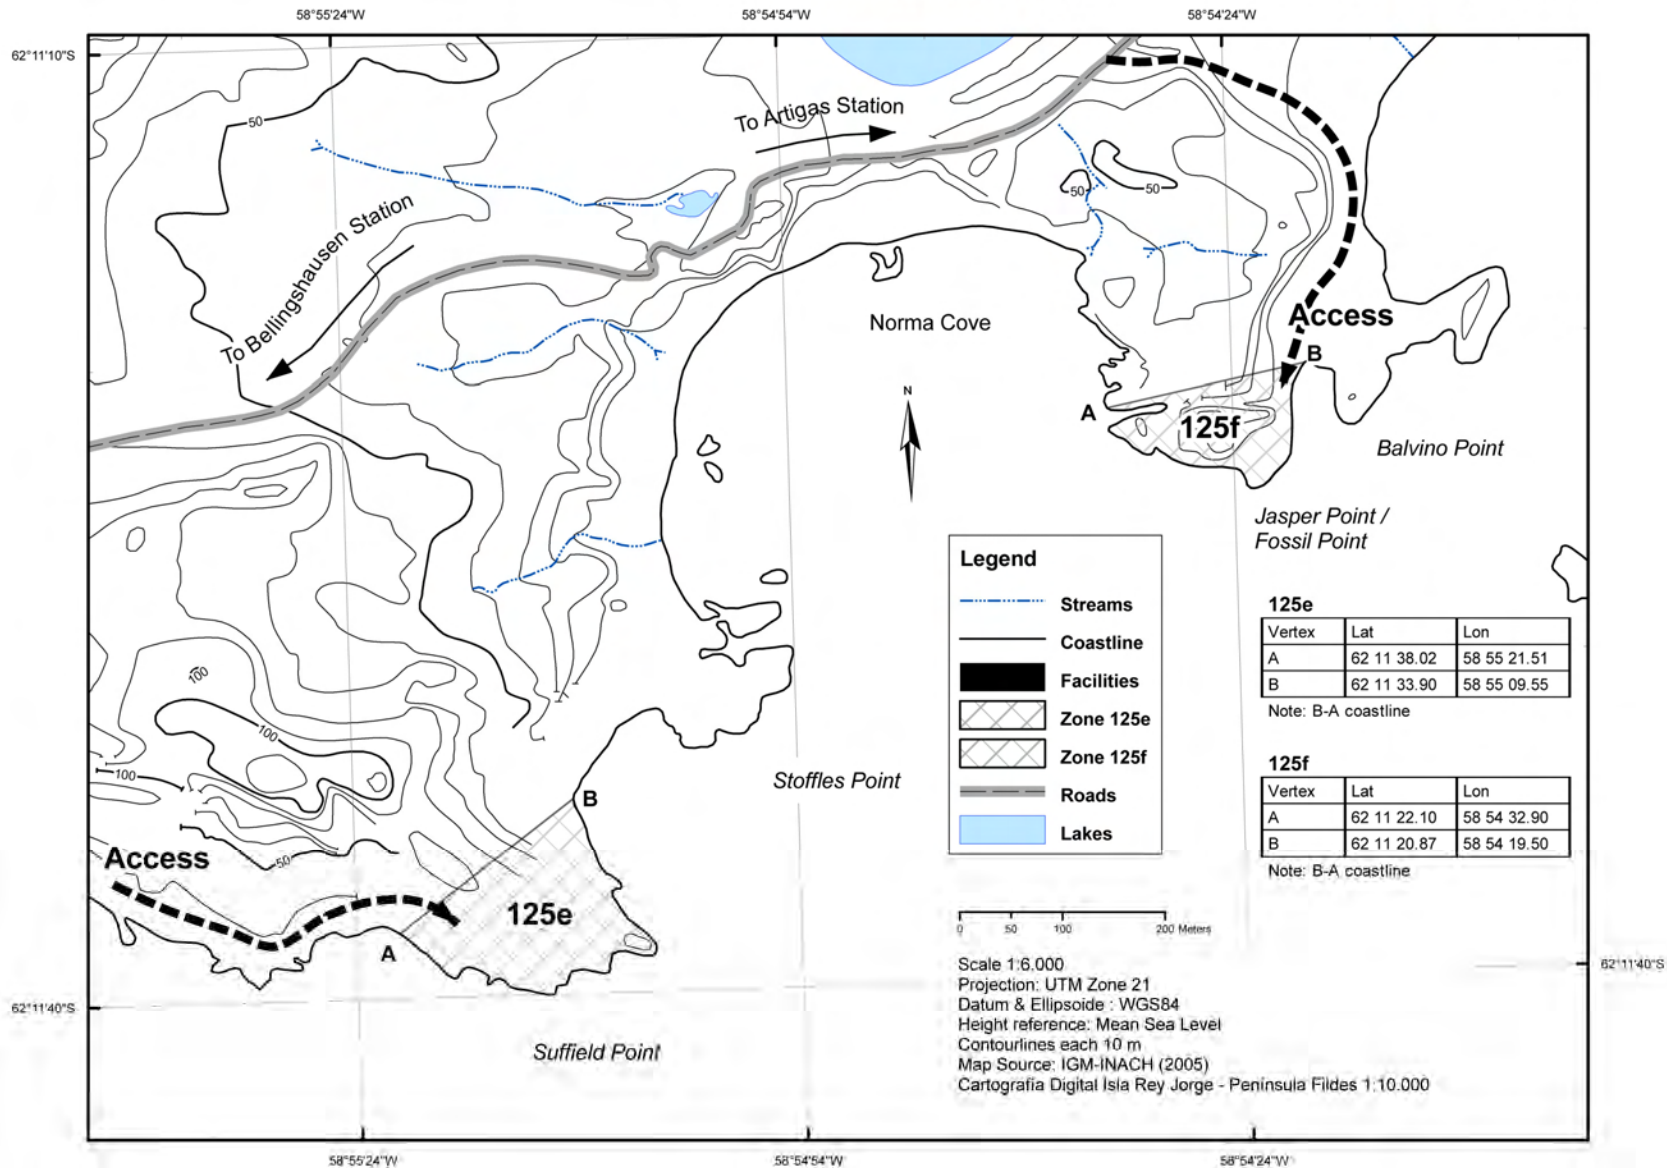 58°55'24"W
58°54'54"W
58°54'24"W
62°11'10"S
50
To Artigas Station
50
50
To Bellingshausen Station
Access
Norma Cove
B
N
A
125f
Balvino Point
Jasper Point /
Fossil Point
Legend
Streams
Coastline
Facilities
Zone 125e
Zone 125f
Roads
Lakes
125e
Vertex Lat Lon
A 62 11 38.02 58 55 21.51
B 62 11 33.90 58 55 09.55
Note: B-A coastline
125f
Vertex Lat Lon
A 62 11 22.10 58 54 32.90
B 62 11 20.87 58 54 19.50
Note: B-A coastline
100
100
100
Stoffles Point
B
Access
50
125e
A
0 50 100 200 Meters
62°11'40"S
Scale 1:6.000
Projection: UTM Zone 21
Datum & Ellipsoide : WGS84
Height reference: Mean Sea Level
Contourlines each 10 m
Map Source: IGM-INACH (2005)
Cartografía Digital Isla Rey Jorge - Península Fildes 1:10.000
62°11'40"S
Suffield Point
58°55'24"W
58°54'54"W
58°54'24"W